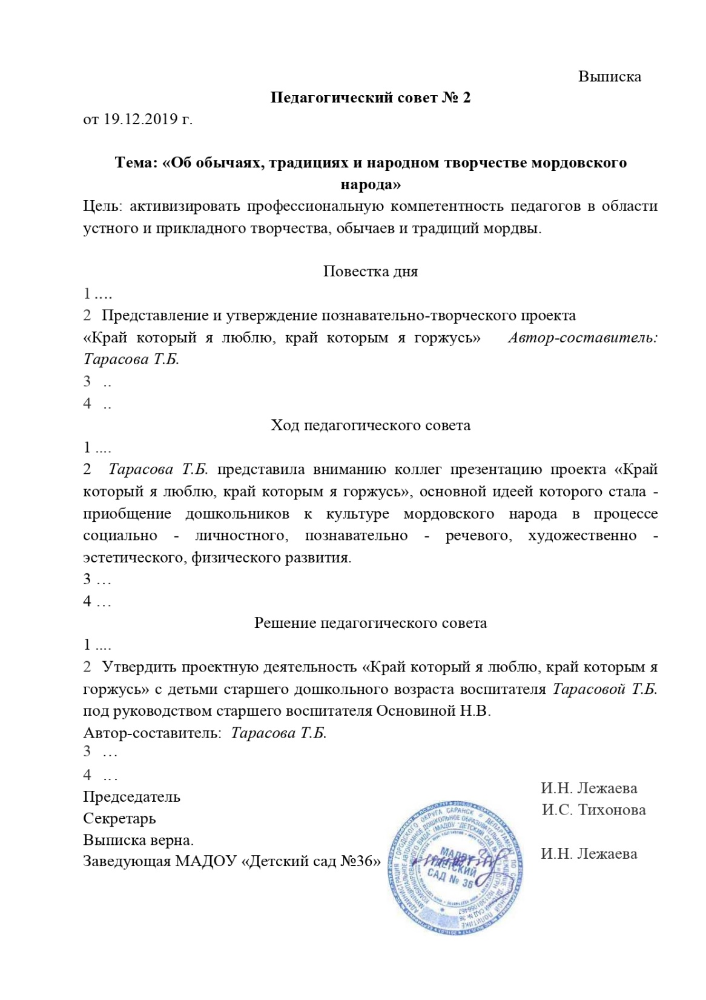 Выписка
Педагогический совет № 2
от 19.12.2019 г.
Тема: «Об обычаях, традициях и народном творчестве мордовского
народа»
Цель: активизировать профессиональную компетентность педагогов в области
устного и прикладного творчества, обычаев и традиций мордвы.
Повестка дня
1 ....
2 Представление и утверждение познавательно-творческого проекта
«Край который я люблю, край которым я горжусь» Автор-составитель:
Тарасова Т.Б.
3 ..
4 ..
Ход педагогического совета
1 ....
2 Тарасова Т.Б. представила вниманию коллег презентацию проекта «Край
который я люблю, край которым я горжусь», основной идеей которого стала -
приобщение дошкольников к культуре мордовского народа в процессе
социально - личностного, познавательно - речевого, художественно -
эстетического, физического развития.
3 …
4 …
Решение педагогического совета
1 ....
2 Утвердить проектную деятельность «Край который я люблю, край которым я
горжусь» с детьми старшего дошкольного возраста воспитателя Тарасовой Т.Б.
под руководством старшего воспитателя Основиной Н.В.
Автор-составитель: Тарасова Т.Б.
3 …
4 …
Председатель И.Н. Лежаева
Секретарь И.С. Тихонова
Выписка верна.
Заведующая МАДОУ «Детский сад №36» И.Н. Лежаева
МАДОУ
"ДЕТСКИЙ
САД № 36"